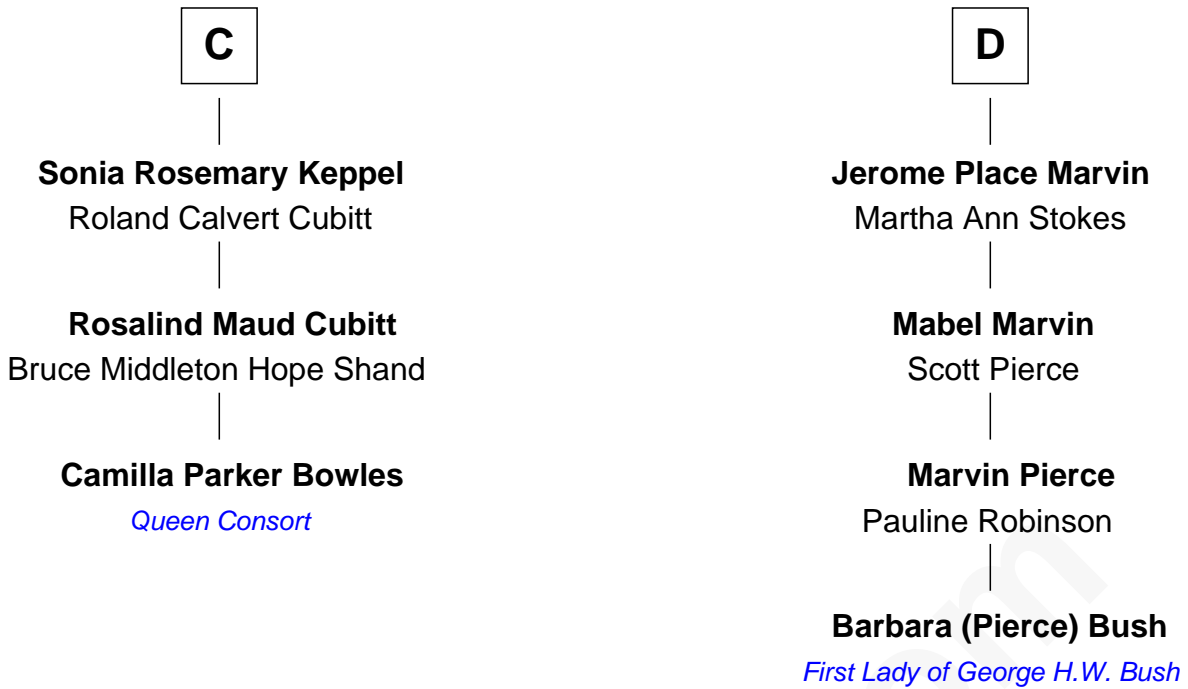 C
Sonia Rosemary Keppel
Roland Calvert Cubitt
Rosalind Maud Cubitt
Bruce Middleton Hope Shand
Camilla Parker Bowles
Queen Consort
D
Jerome Place Marvin
Martha Ann Stokes
Mabel Marvin
Scott Pierce
Marvin Pierce
Pauline Robinson
Barbara (Pierce) Bush
First Lady of George H.W. Bush